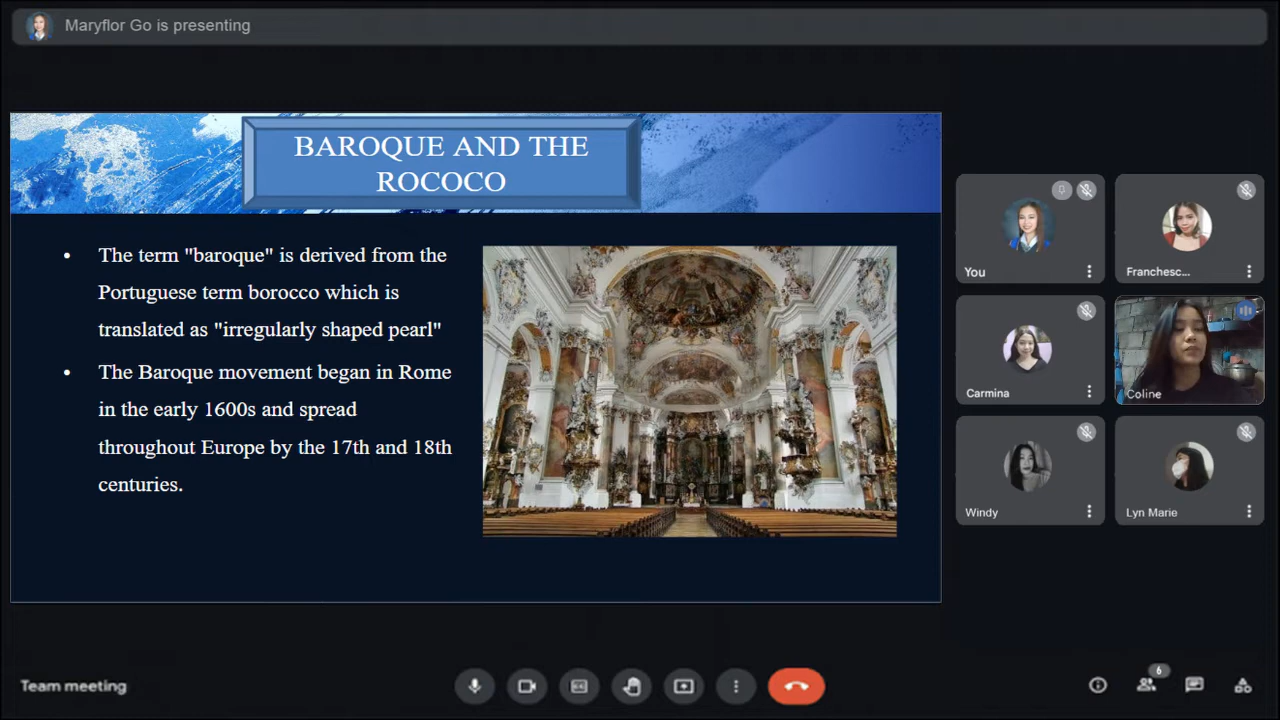 Maryflor Go is presenting
BAROQUE AND THE
ROCOCO
• The term "baroque" is derived from the
Portuguese term borocco which is
translated as "irregularly shaped pearl"
• The Baroque movement began in Rome
in the early 1600s and spread
throughout Europe by the 17th and 18th
centuries.
You
Franchesc...
Carmina
Coline
Windy
Lyn Marie
Team meeting
6